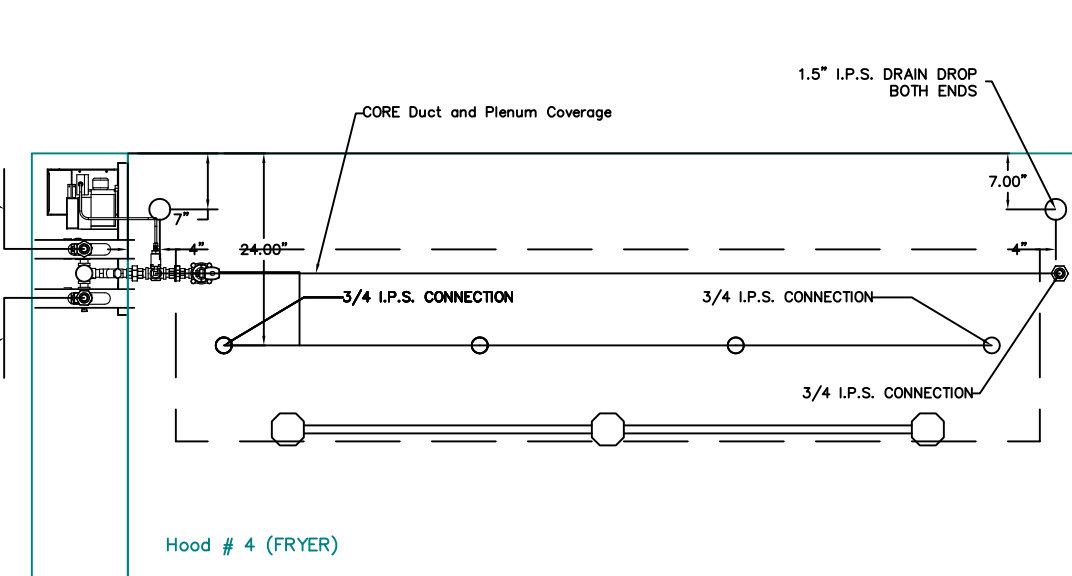 1.5" I.P.S. DRAIN DROP
BOTH ENDS
CORE Duct and Plenum Coverage
7.00"
7"
4"
24.00"
4"
3/4 I.P.S. CONNECTION
3/4 I.P.S. CONNECTION
3/4 I.P.S. CONNECTION
Hood # 4 (FRYER)